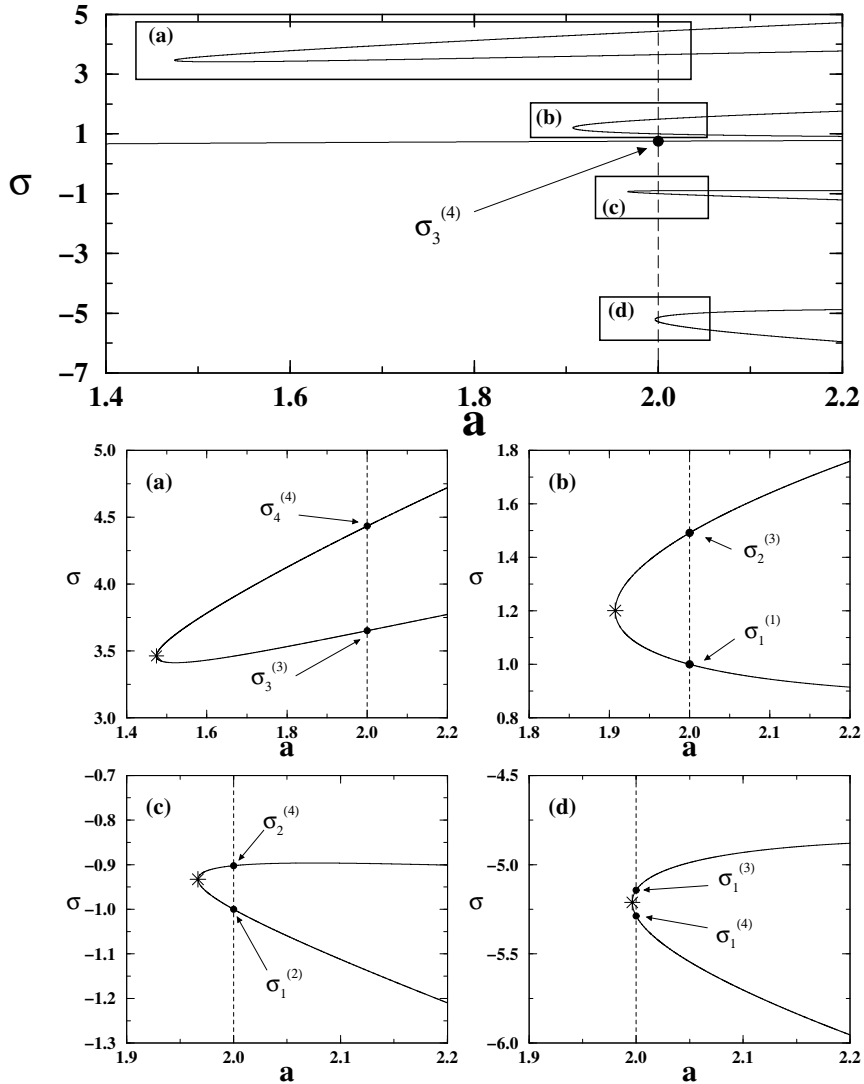 5
3
1
−1
−3
−5
−7
σ
(a)
(b)
(c)
(d)
σ3(4)
1.4 1.6 1.8 2.0 2.2
a
(a)
5.0
4.5
4.0
3.5
3.0
σ
σ4(4)
σ3(3)
1.4 1.6 1.8 2.0 2.2
a
(b)
1.8
1.6
1.4
1.2
1.0
0.8
σ
σ2(3)
σ1(1)
1.8 1.9 2.0 2.1 2.2
a
(c)
−0.7
−0.8
−0.9
−1.0
−1.1
−1.2
−1.3
σ
σ2(4)
σ1(2)
1.9 2.0 2.1 2.2
a
(d)
−4.5
−5.0
−5.5
−6.0
σ
σ1(3)
σ1(4)
1.9 2.0 2.1 2.2
a